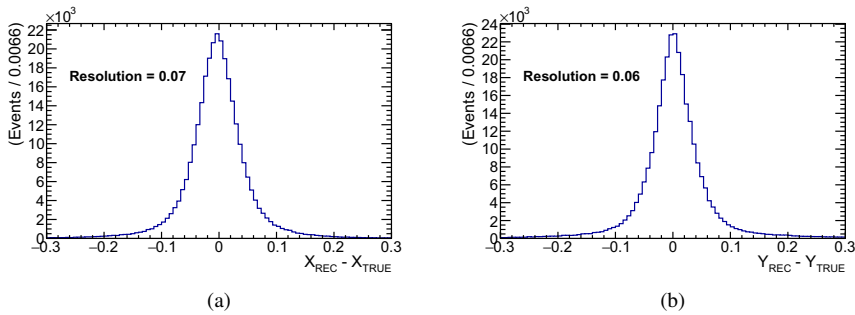 ×10³
22
20
18
16
14
12
10
8
6
4
2
0
(Events / 0.0066)
Resolution = 0.07
−0.3 −0.2 −0.1 0 0.1 0.2 0.3
X_REC - X_TRUE
(a)
×10³
24
22
20
18
16
14
12
10
8
6
4
2
0
(Events / 0.0066)
Resolution = 0.06
−0.3 −0.2 −0.1 0 0.1 0.2 0.3
Y_REC - Y_TRUE
(b)